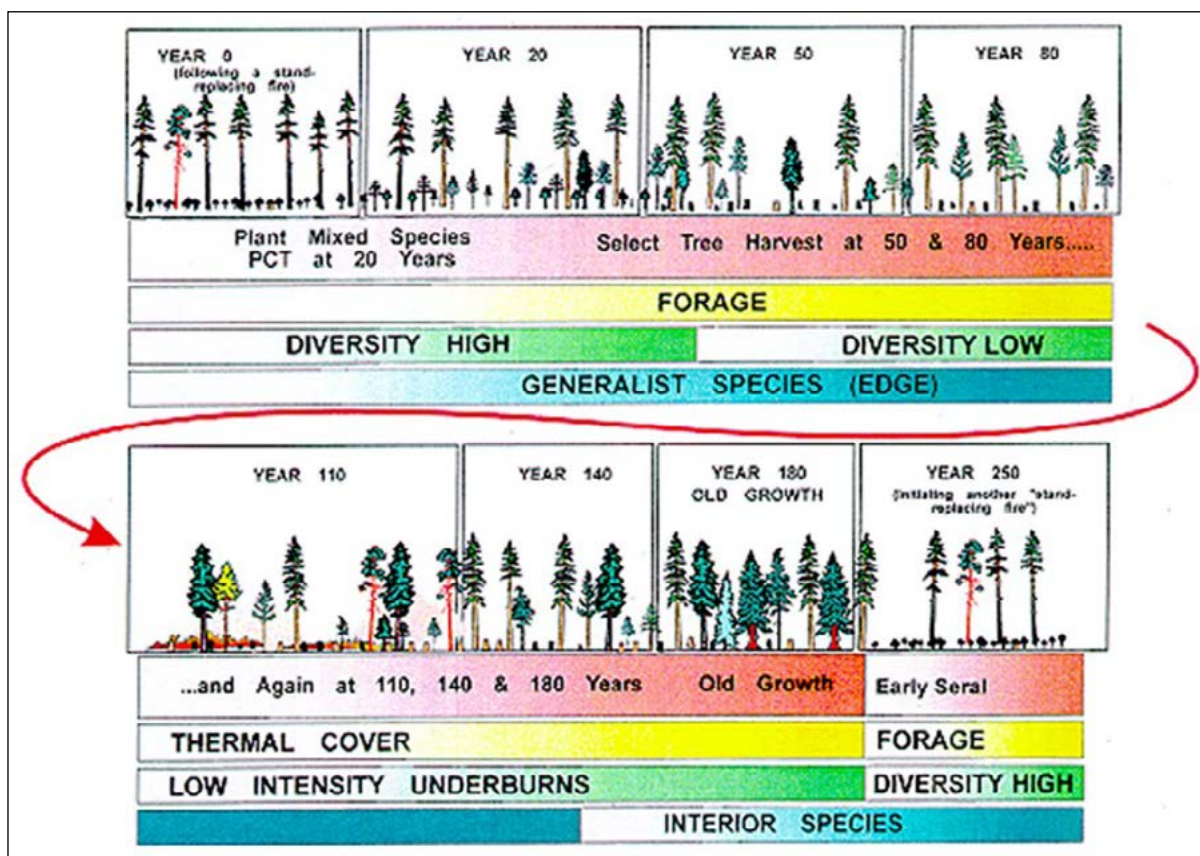 YEAR 0
(following a stand-
replacing fire)
YEAR 20
YEAR 50
YEAR 80
Plant Mixed Species
PCT at 20 Years
Select Tree Harvest at 50 & 80 Years.....
FORAGE
DIVERSITY HIGH
DIVERSITY LOW
GENERALIST SPECIES (EDGE)
YEAR 110
YEAR 140
YEAR 180
OLD GROWTH
YEAR 250
(initiating another "stand-
replacing fire")
...and Again at 110, 140 & 180 Years
Old Growth
Early Seral
THERMAL COVER
FORAGE
LOW INTENSITY UNDERBURNS
DIVERSITY HIGH
INTERIOR SPECIES